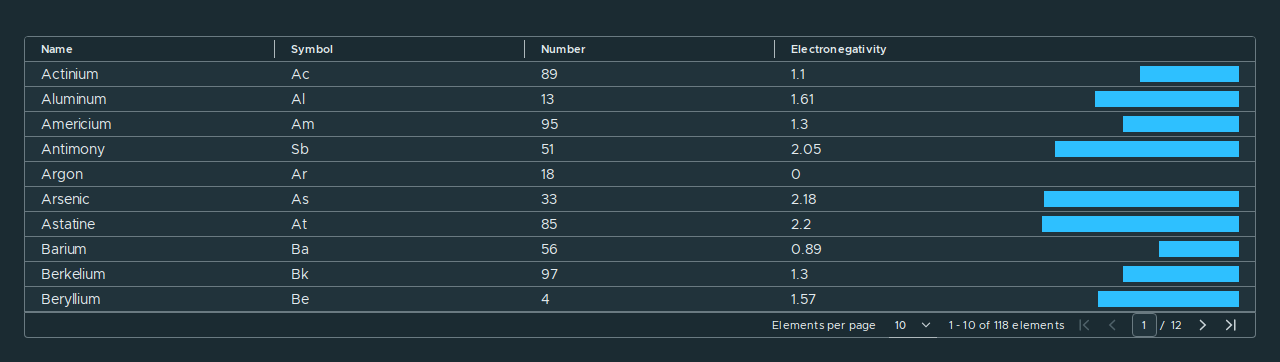 Name Symbol Number Electronegativity
Actinium Ac 89 1.1
Aluminum Al 13 1.61
Americium Am 95 1.3
Antimony Sb 51 2.05
Argon Ar 18 0
Arsenic As 33 2.18
Astatine At 85 2.2
Barium Ba 56 0.89
Berkelium Bk 97 1.3
Beryllium Be 4 1.57
Elements per page 10 1 - 10 of 118 elements 1 / 12